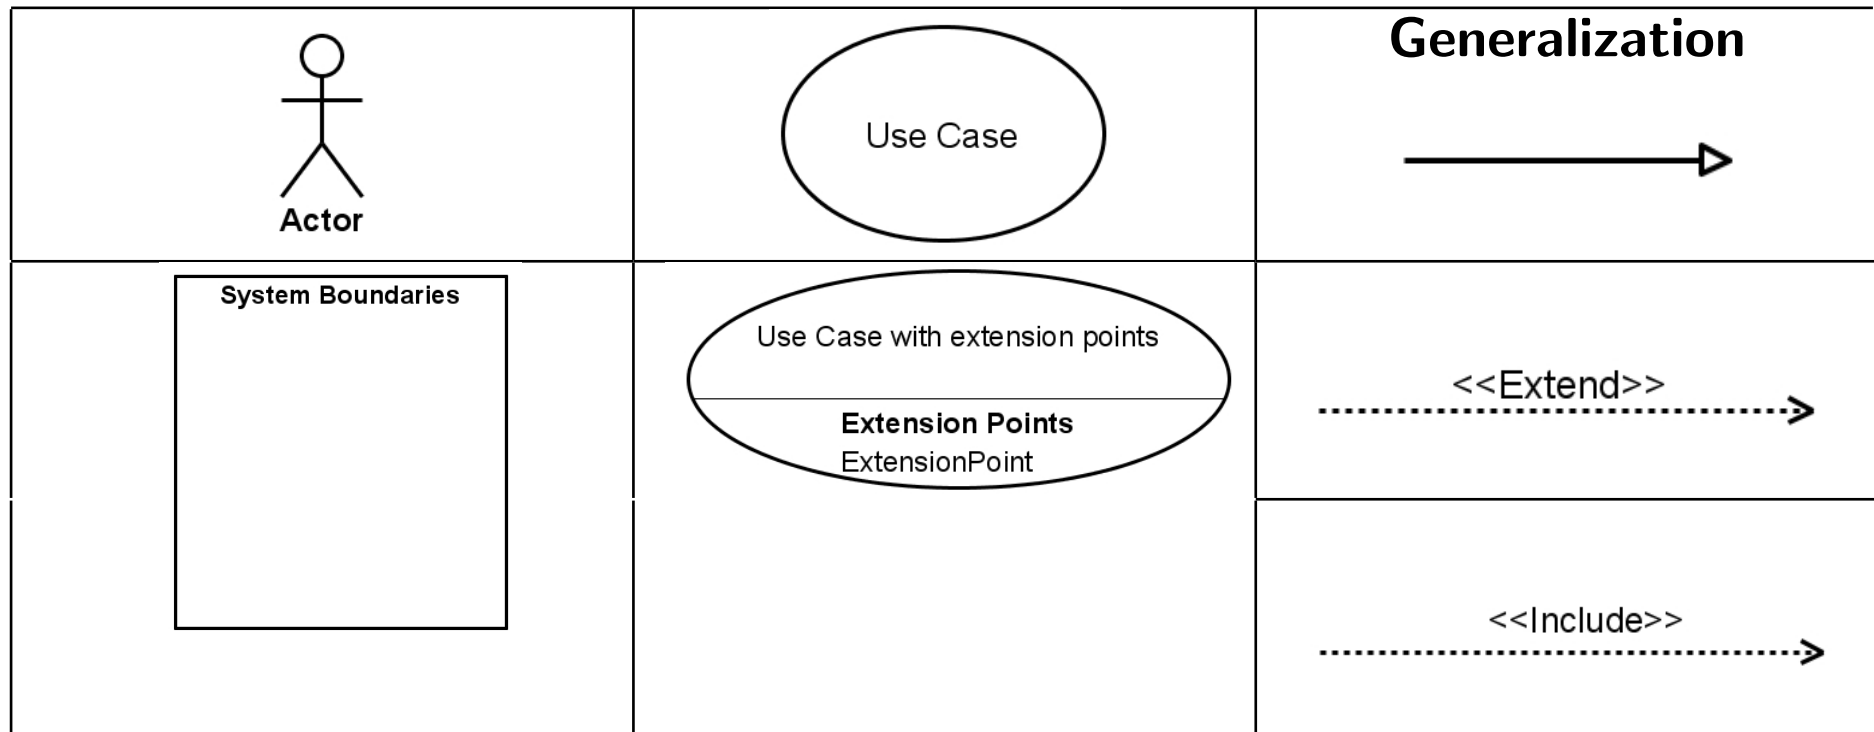 Actor
Use Case
Generalization
System Boundaries
Use Case with extension points
Extension Points
ExtensionPoint
<<Extend>>
<<Include>>